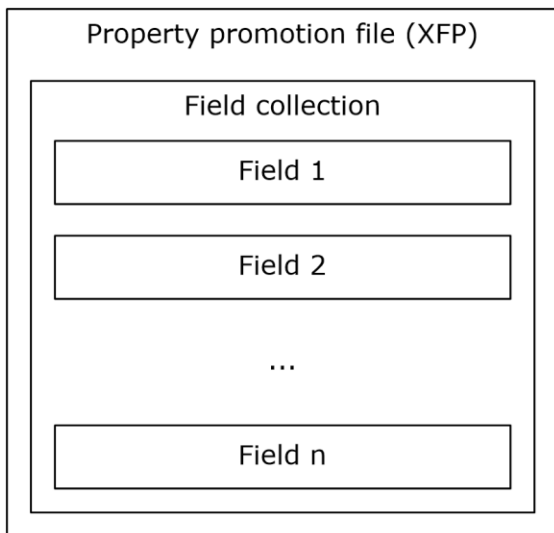 Property promotion file (XFP)
Field collection
Field 1
Field 2
...
Field n